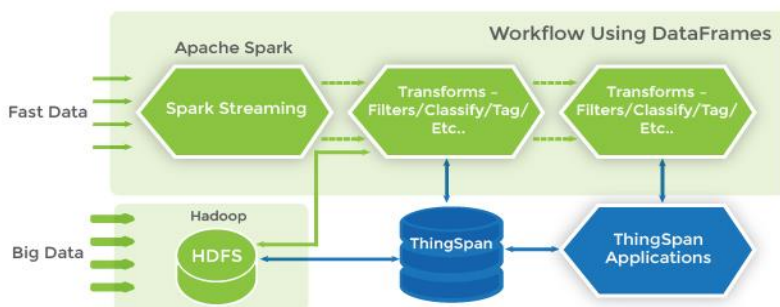 Workflow Using DataFrames
Apache Spark
Fast Data
Spark Streaming
Transforms –
Filters/Classify/Tag/
Etc..
Transforms –
Filters/Classify/Tag/
Etc..
Big Data
Hadoop
HDFS
ThingSpan
ThingSpan
Applications